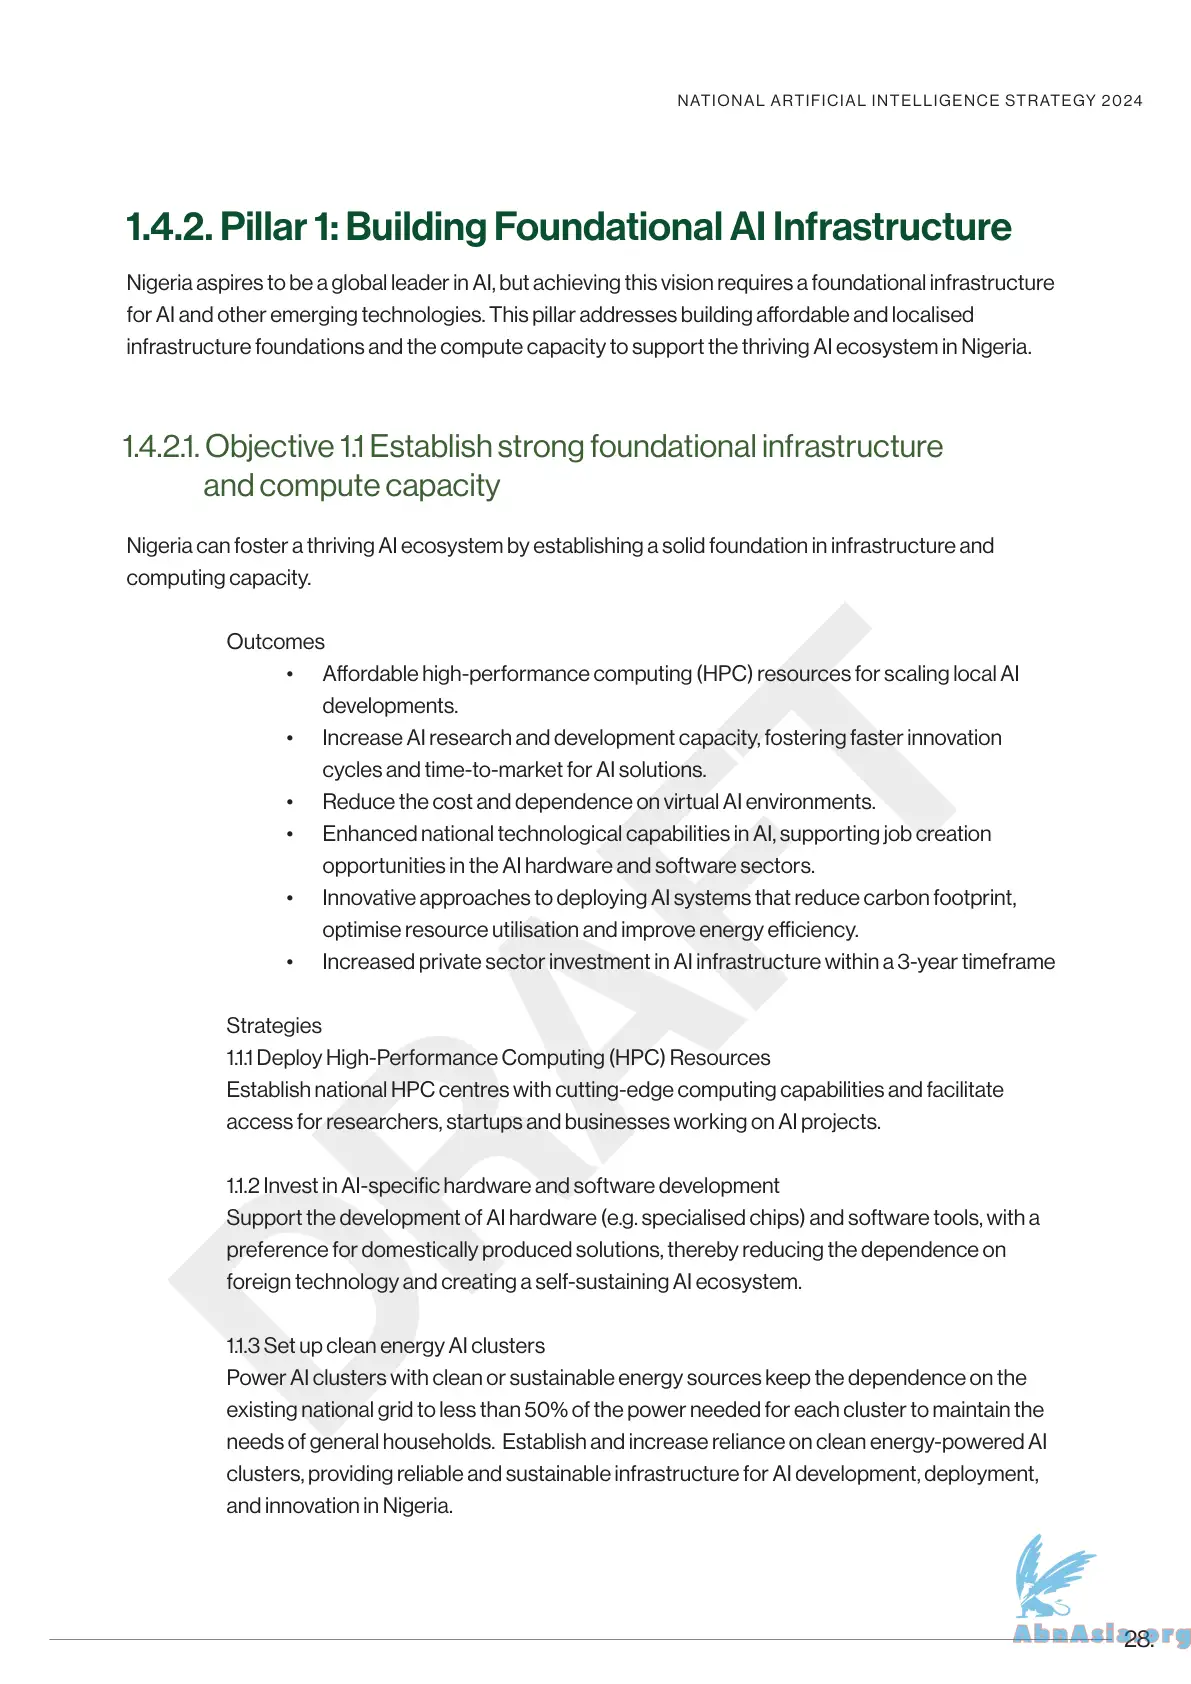 NATIONAL ARTIFICIAL INTELLIGENCE STRATEGY 2024
1.4.2. Pillar 1: Building Foundational AI Infrastructure
Nigeria aspires to be a global leader in AI, but achieving this vision requires a foundational infrastructure
for AI and other emerging technologies. This pillar addresses building affordable and localised
infrastructure foundations and the compute capacity to support the thriving AI ecosystem in Nigeria.
1.4.2.1. Objective 1.1 Establish strong foundational infrastructure
and compute capacity
Nigeria can foster a thriving AI ecosystem by establishing a solid foundation in infrastructure and
computing capacity.
Outcomes
• Affordable high-performance computing (HPC) resources for scaling local AI
developments.
• Increase AI research and development capacity, fostering faster innovation
cycles and time-to-market for AI solutions.
• Reduce the cost and dependence on virtual AI environments.
• Enhanced national technological capabilities in AI, supporting job creation
opportunities in the AI hardware and software sectors.
• Innovative approaches to deploying AI systems that reduce carbon footprint,
optimise resource utilisation and improve energy efficiency.
• Increased private sector investment in AI infrastructure within a 3-year timeframe
Strategies
1.1.1 Deploy High-Performance Computing (HPC) Resources
Establish national HPC centres with cutting-edge computing capabilities and facilitate
access for researchers, startups and businesses working on AI projects.
1.1.2 Invest in AI-specific hardware and software development
Support the development of AI hardware (e.g. specialised chips) and software tools, with a
preference for domestically produced solutions, thereby reducing the dependence on
foreign technology and creating a self-sustaining AI ecosystem.
1.1.3 Set up clean energy AI clusters
Power AI clusters with clean or sustainable energy sources keep the dependence on the
existing national grid to less than 50% of the power needed for each cluster to maintain the
needs of general households. Establish and increase reliance on clean energy-powered AI
clusters, providing reliable and sustainable infrastructure for AI development, deployment,
and innovation in Nigeria.
DRAFT
AbnAsia.org
28.